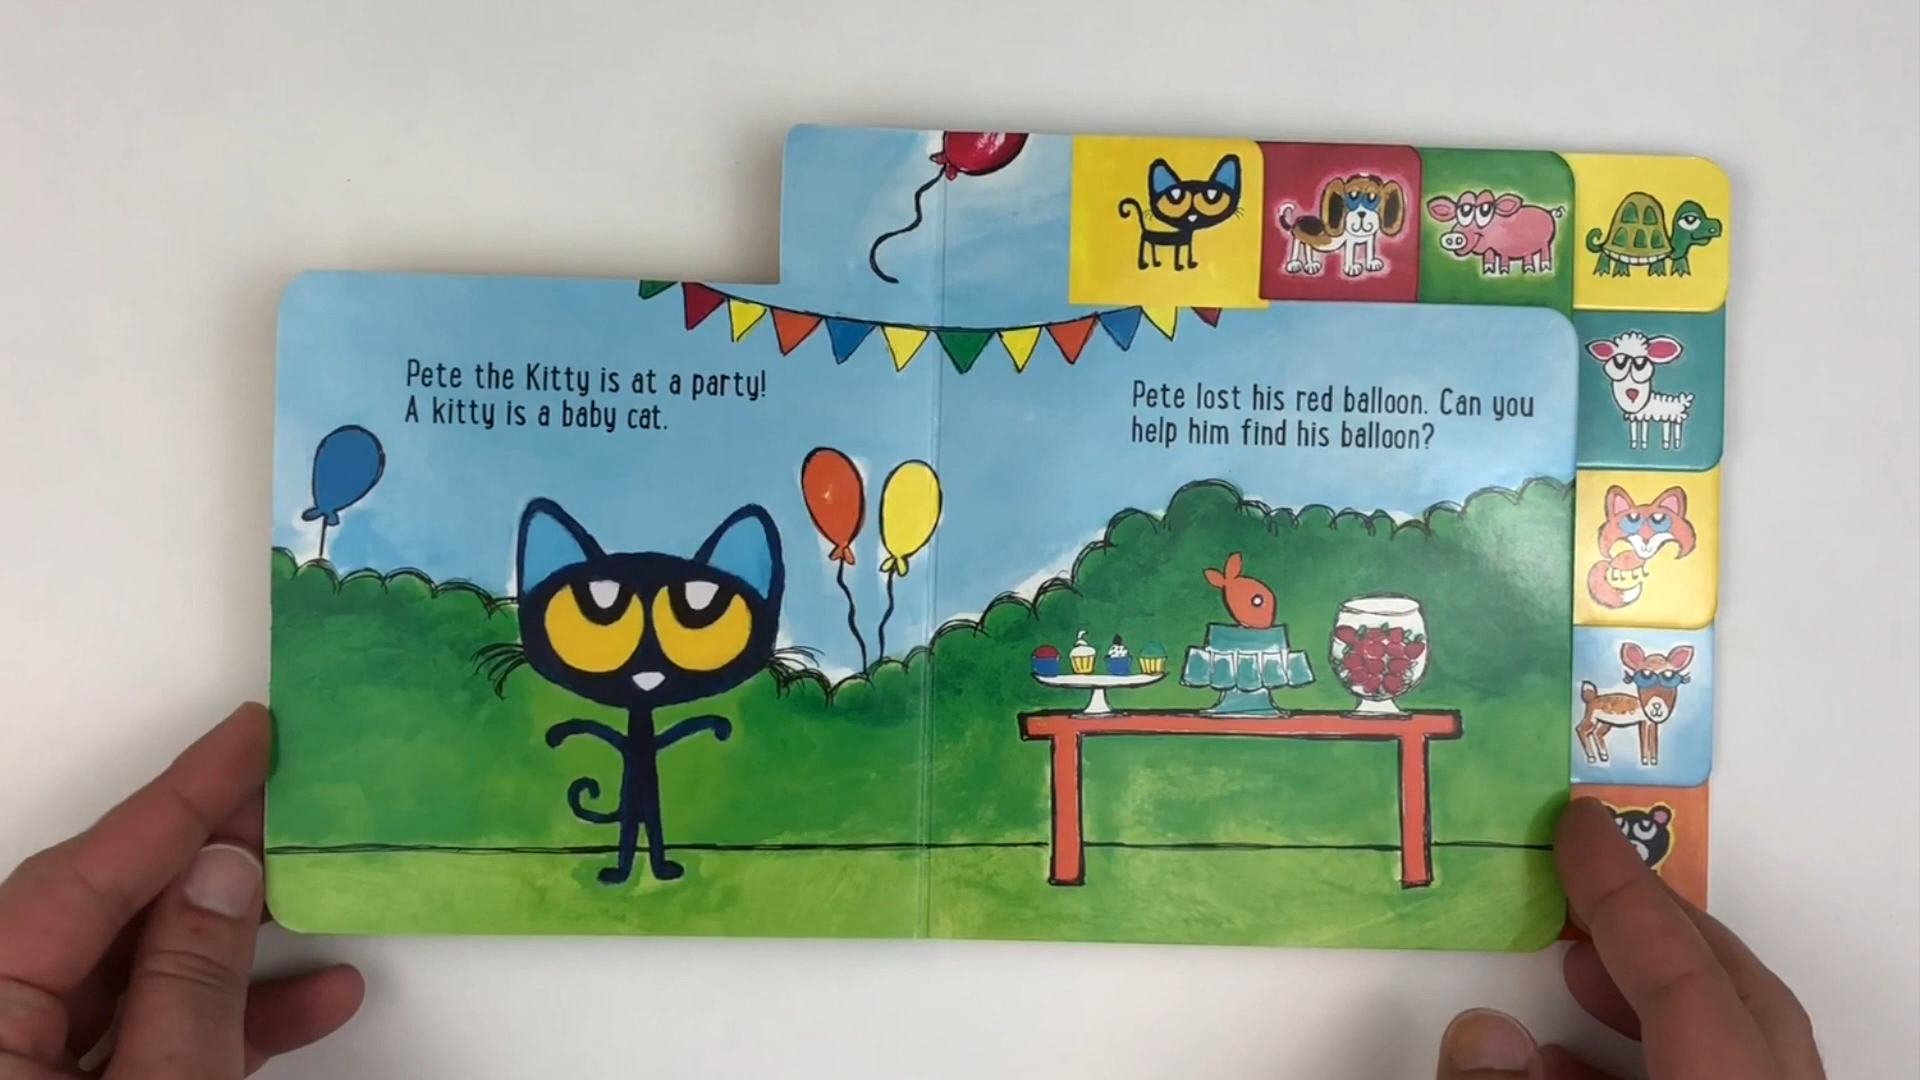 Pete the Kitty is at a party!
A kitty is a baby cat.
Pete lost his red balloon. Can you
help him find his balloon?